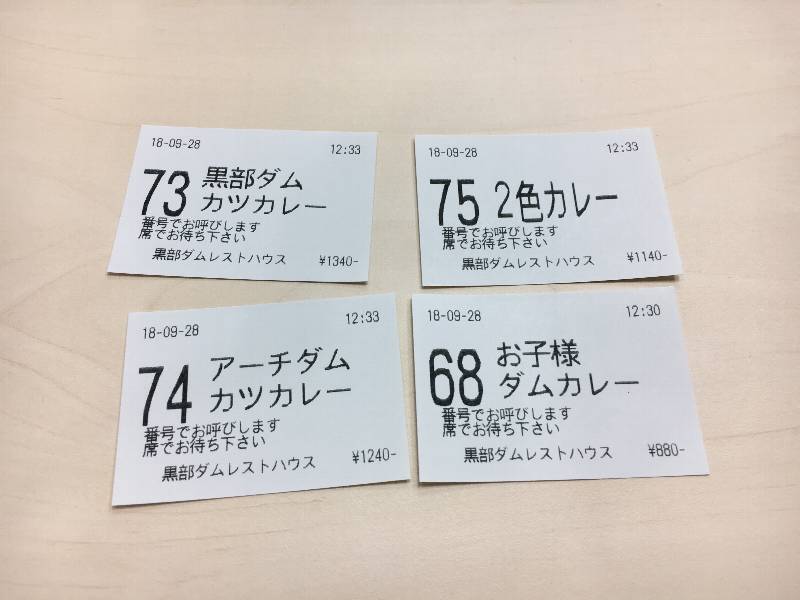 18-09-28 12:33
73 黒部ダム
カツカレー
番号でお呼びします
席でお待ち下さい
黒部ダムレストハウス ¥1340-
18-09-28 12:33
75 2色カレー
番号でお呼びします
席でお待ち下さい
黒部ダムレストハウス ¥1140-
18-09-28 12:33
74 アーチダム
カツカレー
番号でお呼びします
席でお待ち下さい
黒部ダムレストハウス ¥1240-
18-09-28 12:30
68 お子様
ダムカレー
番号でお呼びします
席でお待ち下さい
黒部ダムレストハウス ¥880-